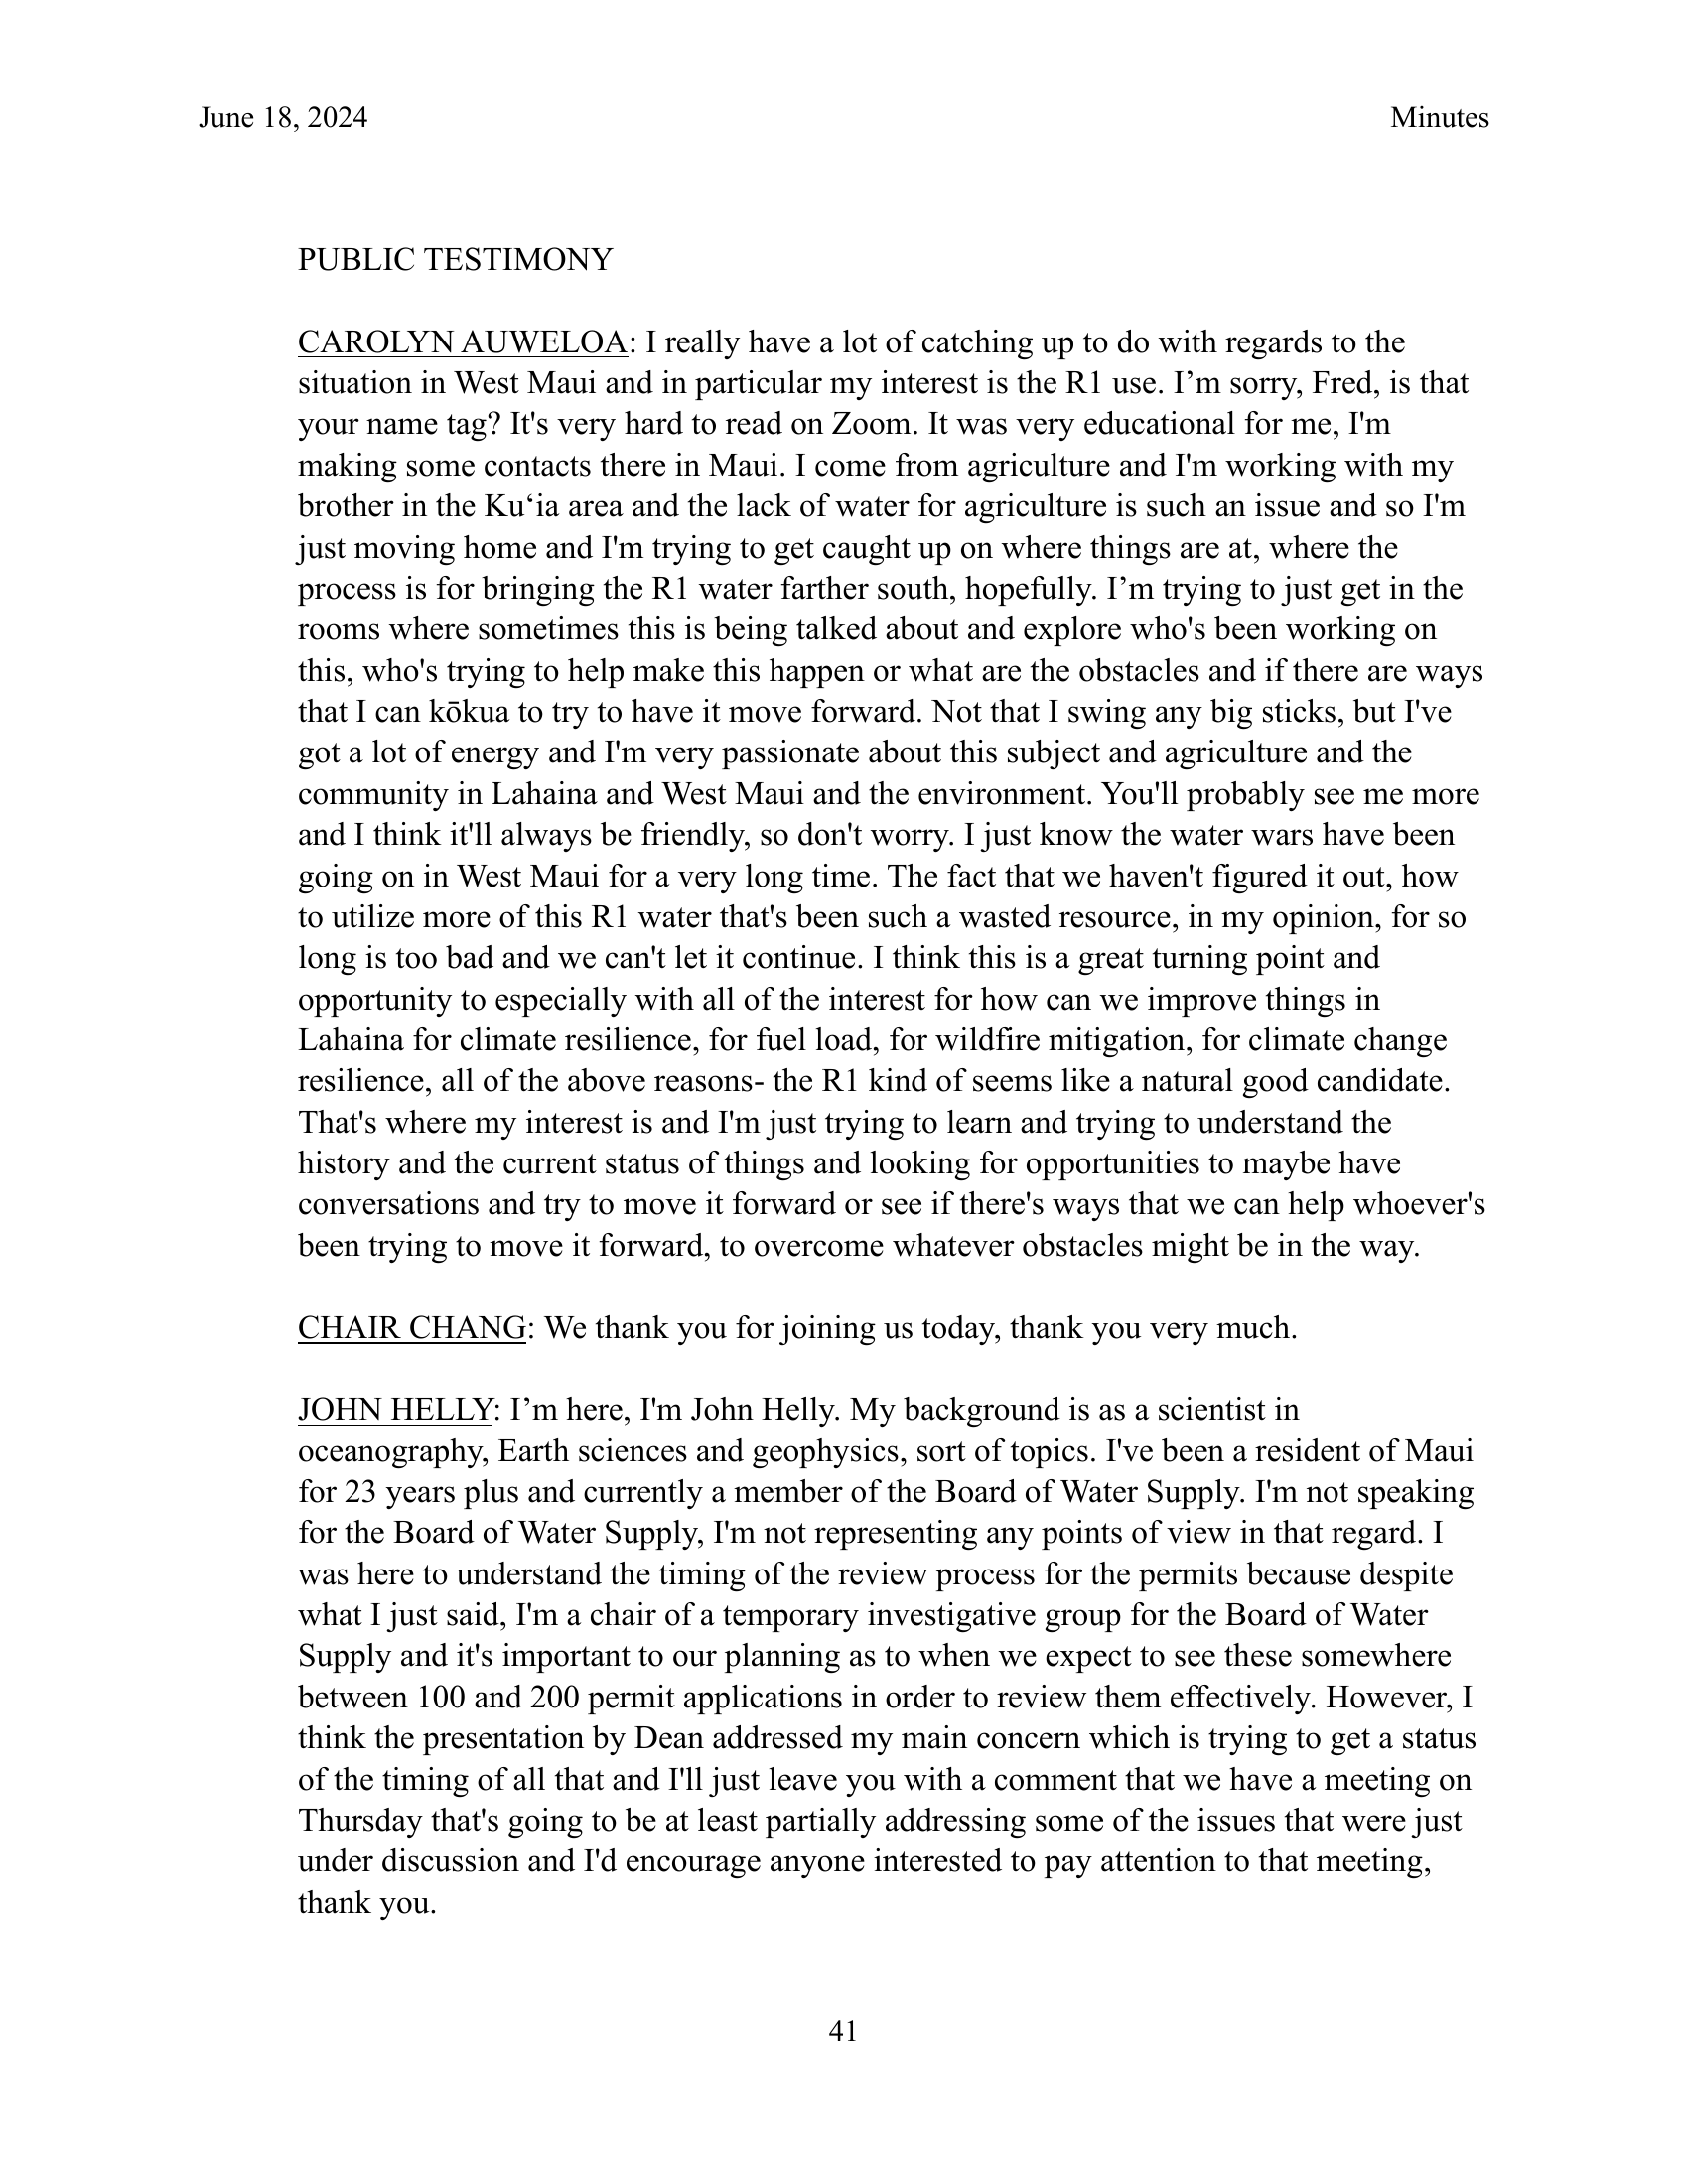 June 18, 2024 Minutes
PUBLIC TESTIMONY
CAROLYN AUWELOA: I really have a lot of catching up to do with regards to the
situation in West Maui and in particular my interest is the R1 use. I’m sorry, Fred, is that
your name tag? It's very hard to read on Zoom. It was very educational for me, I'm
making some contacts there in Maui. I come from agriculture and I'm working with my
brother in the Ku‘ia area and the lack of water for agriculture is such an issue and so I'm
just moving home and I'm trying to get caught up on where things are at, where the
process is for bringing the R1 water farther south, hopefully. I’m trying to just get in the
rooms where sometimes this is being talked about and explore who's been working on
this, who's trying to help make this happen or what are the obstacles and if there are ways
that I can kōkua to try to have it move forward. Not that I swing any big sticks, but I've
got a lot of energy and I'm very passionate about this subject and agriculture and the
community in Lahaina and West Maui and the environment. You'll probably see me more
and I think it'll always be friendly, so don't worry. I just know the water wars have been
going on in West Maui for a very long time. The fact that we haven't figured it out, how
to utilize more of this R1 water that's been such a wasted resource, in my opinion, for so
long is too bad and we can't let it continue. I think this is a great turning point and
opportunity to especially with all of the interest for how can we improve things in
Lahaina for climate resilience, for fuel load, for wildfire mitigation, for climate change
resilience, all of the above reasons- the R1 kind of seems like a natural good candidate.
That's where my interest is and I'm just trying to learn and trying to understand the
history and the current status of things and looking for opportunities to maybe have
conversations and try to move it forward or see if there's ways that we can help whoever's
been trying to move it forward, to overcome whatever obstacles might be in the way.
CHAIR CHANG: We thank you for joining us today, thank you very much.
JOHN HELLY: I’m here, I'm John Helly. My background is as a scientist in
oceanography, Earth sciences and geophysics, sort of topics. I've been a resident of Maui
for 23 years plus and currently a member of the Board of Water Supply. I'm not speaking
for the Board of Water Supply, I'm not representing any points of view in that regard. I
was here to understand the timing of the review process for the permits because despite
what I just said, I'm a chair of a temporary investigative group for the Board of Water
Supply and it's important to our planning as to when we expect to see these somewhere
between 100 and 200 permit applications in order to review them effectively. However, I
think the presentation by Dean addressed my main concern which is trying to get a status
of the timing of all that and I'll just leave you with a comment that we have a meeting on
Thursday that's going to be at least partially addressing some of the issues that were just
under discussion and I'd encourage anyone interested to pay attention to that meeting,
thank you.
41